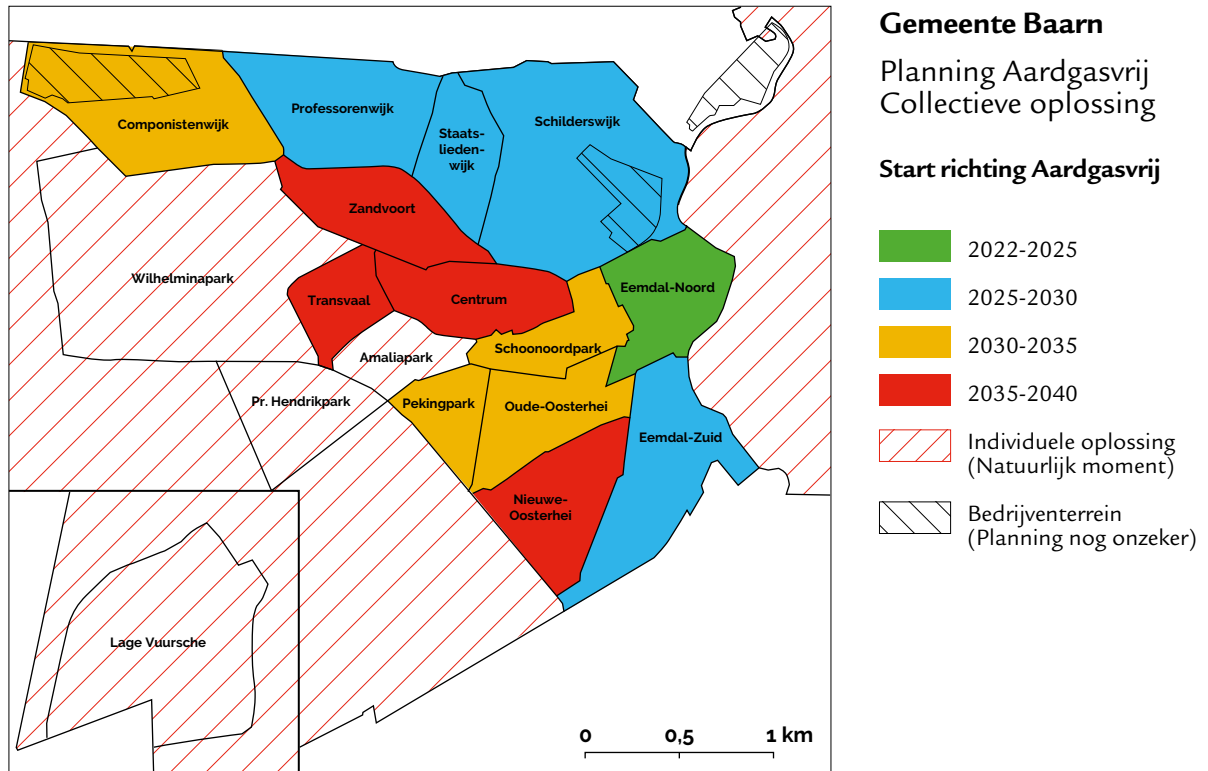 Gemeente Baarn
Planning Aardgasvrij
Collectieve oplossing
Start richting Aardgasvrij
2022-2025
2025-2030
2030-2035
2035-2040
Individuele oplossing
(Natuurlijk moment)
Bedrijventerrein
(Planning nog onzeker)
Componistenwijk
Professorenwijk
Staats-
lieden-
wijk
Schilderswijk
Zandvoort
Wilhelminapark
Transvaal
Centrum
Eemdal-Noord
Schoonoordpark
Amaliapark
Pr. Hendrikpark
Pekingpark
Oude-Oosterhei
Eemdal-Zuid
Nieuwe-
Oosterhei
Lage Vuursche
0
0,5
1 km